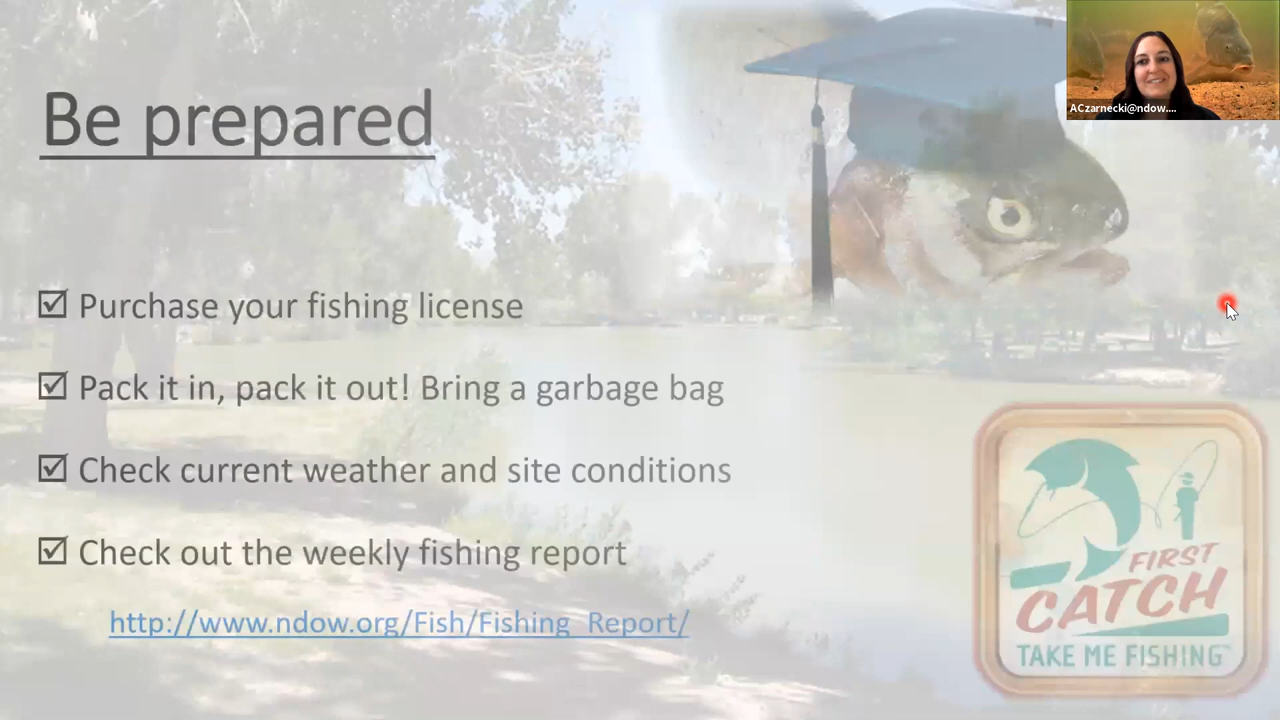 Be prepared
ACzarnecki@ndow....
☑ Purchase your fishing license
☑ Pack it in, pack it out! Bring a garbage bag
☑ Check current weather and site conditions
☑ Check out the weekly fishing report
http://www.ndow.org/Fish/Fishing_Report/
FIRST
CATCH
TAKE ME FISHING™